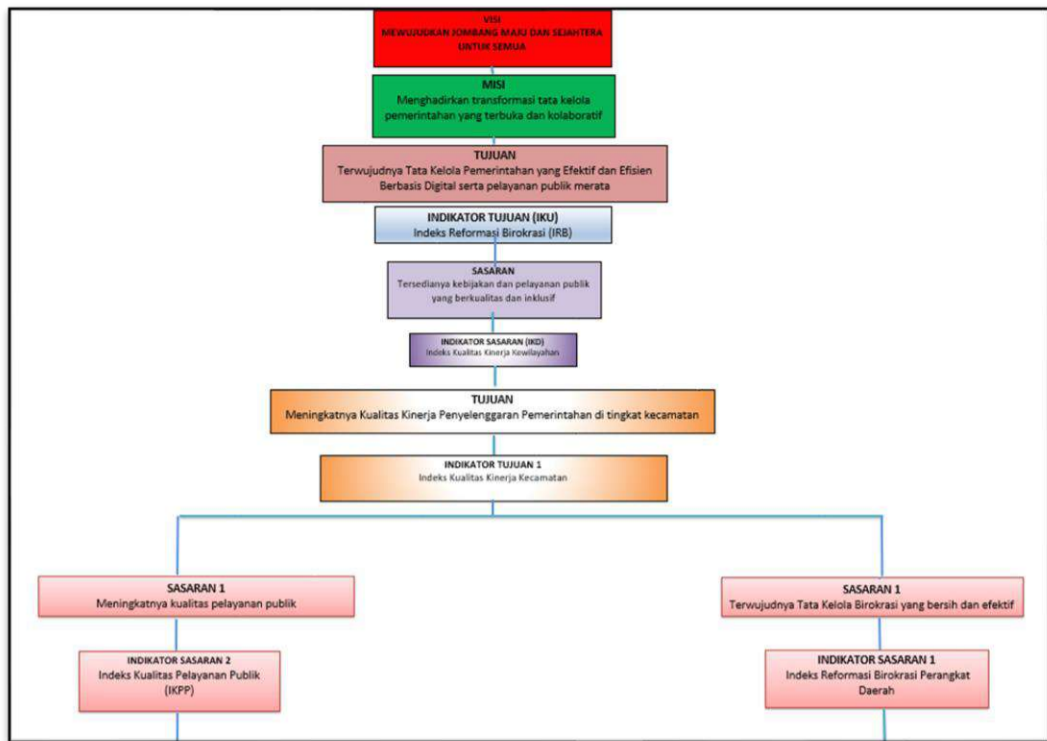 VISI
MEWUJUDKAN JOMBANG MAJU DAN SEJAHTERA
UNTUK SEMUA
MISI
Menghadirkan transformasi tata kelola
pemerintahan yang terbuka dan kolaboratif
TUJUAN
Terwujudnya Tata Kelola Pemerintahan yang Efektif dan Efisien
Berbasis Digital serta pelayanan publik merata
INDIKATOR TUJUAN (IKU)
Indeks Reformasi Birokrasi (IRB)
SASARAN
Tersedianya kebijakan dan pelayanan publik
yang berkualitas dan inklusif
INDIKATOR SASARAN (IKD)
Indeks Kualitas Kinerja Kewilayahan
TUJUAN
Meningkatnya Kualitas Kinerja Penyelenggaran Pemerintahan di tingkat kecamatan
INDIKATOR TUJUAN 1
Indeks Kualitas Kinerja Kecamatan
SASARAN 1
Meningkatnya kualitas pelayanan publik
SASARAN 1
Terwujudnya Tata Kelola Birokrasi yang bersih dan efektif
INDIKATOR SASARAN 2
Indeks Kualitas Pelayanan Publik
(IKPP)
INDIKATOR SASARAN 1
Indeks Reformasi Birokrasi Perangkat
Daerah